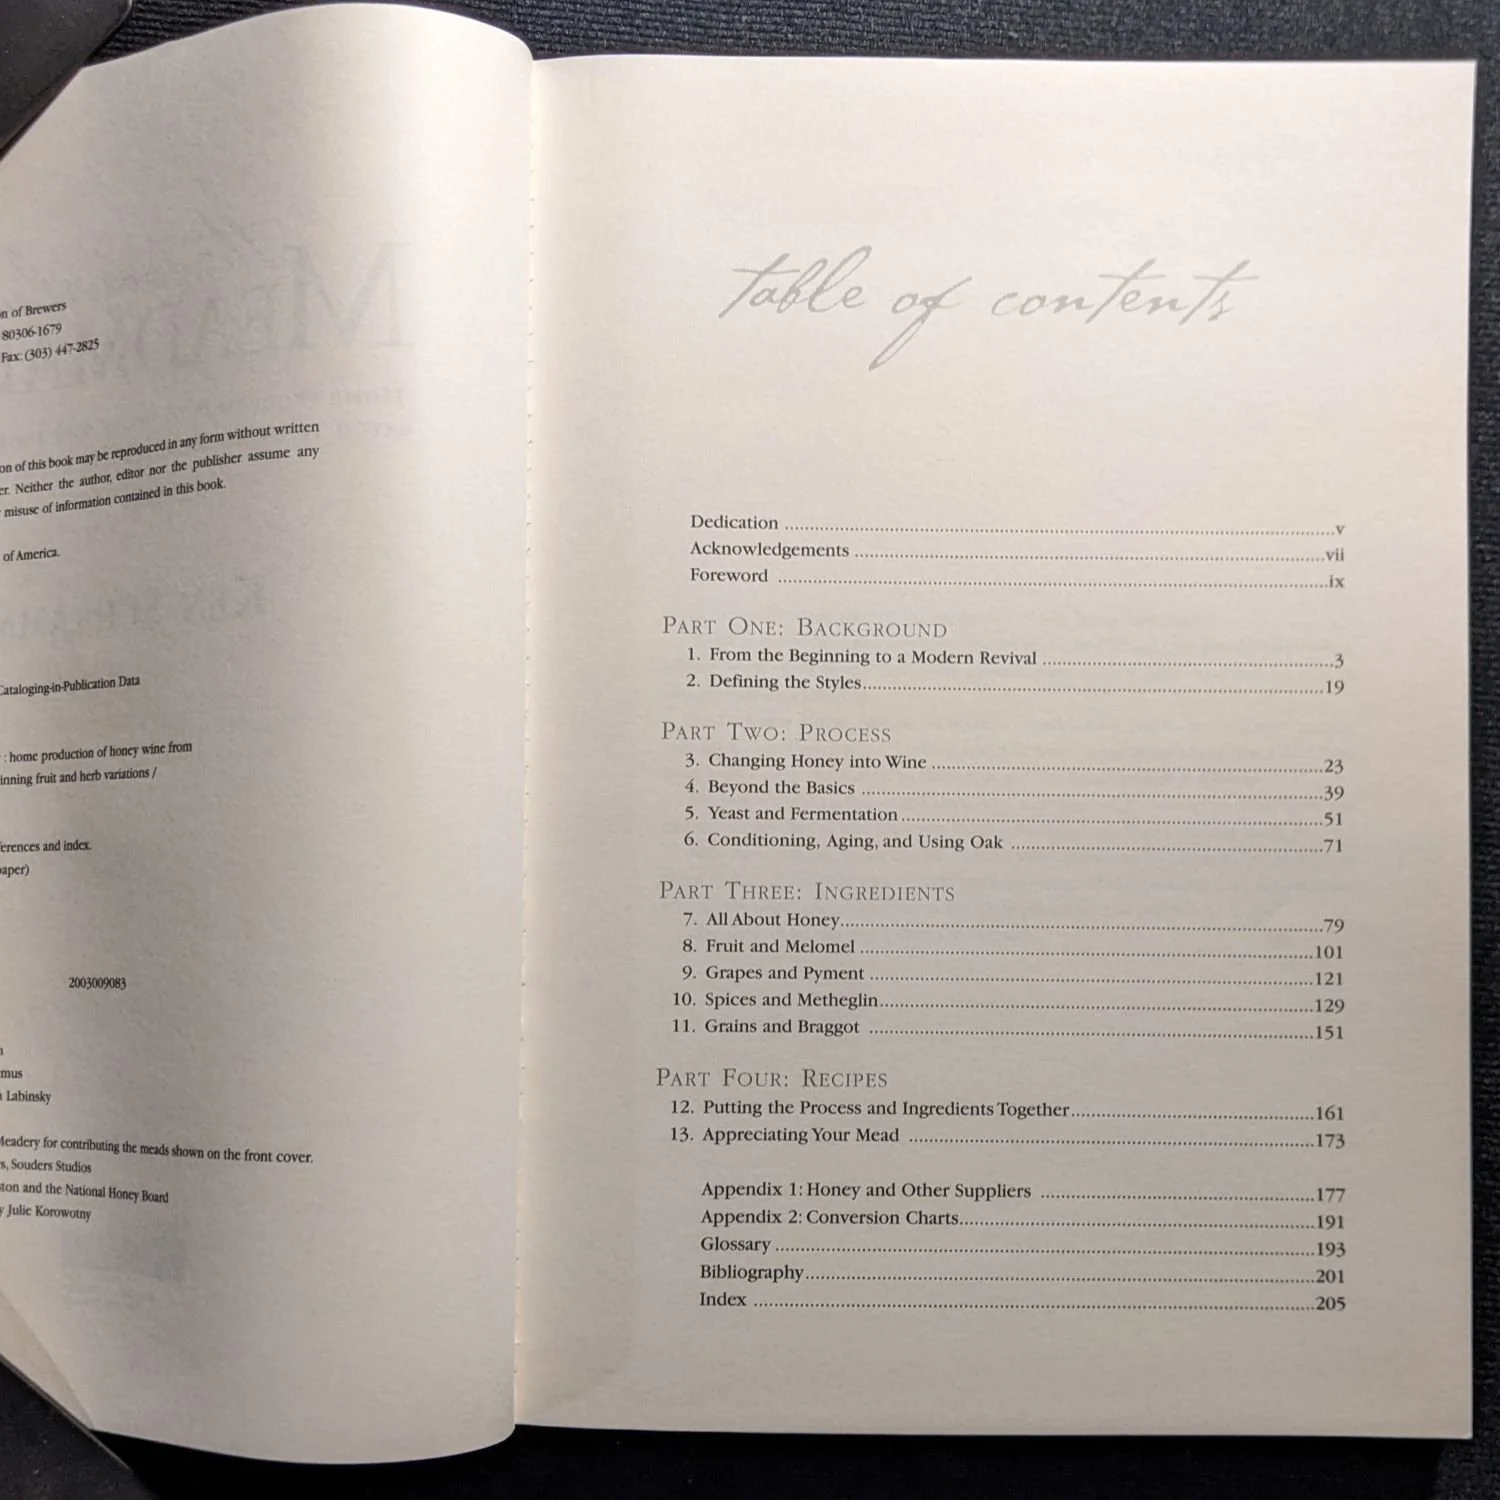 n of Brewers
80306-1679
Fax: (303) 447-2825
on of this book may be reproduced in any form without written
er. Neither the author, editor nor the publisher assume any
misuse of information contained in this book.
of America.
Cataloging-in-Publication Data
: home production of honey wine from
inning fruit and herb variations /
erences and index.
paper)
2003009083
n
mus
Labinsky
Meadery for contributing the meads shown on the front cover.
s, Souders Studios
ton and the National Honey Board
y Julie Korowotny
table of contents
Dedication ........ v
Acknowledgements ........ vii
Foreword ........ ix
PART ONE: BACKGROUND
1. From the Beginning to a Modern Revival ........ 3
2. Defining the Styles ........ 19
PART TWO: PROCESS
3. Changing Honey into Wine ........ 23
4. Beyond the Basics ........ 39
5. Yeast and Fermentation ........ 51
6. Conditioning, Aging, and Using Oak ........ 71
PART THREE: INGREDIENTS
7. All About Honey ........ 79
8. Fruit and Melomel ........ 101
9. Grapes and Pyment ........ 121
10. Spices and Metheglin ........ 129
11. Grains and Braggot ........ 151
PART FOUR: RECIPES
12. Putting the Process and Ingredients Together ........ 161
13. Appreciating Your Mead ........ 173
Appendix 1: Honey and Other Suppliers ........ 177
Appendix 2: Conversion Charts ........ 191
Glossary ........ 193
Bibliography ........ 201
Index ........ 205